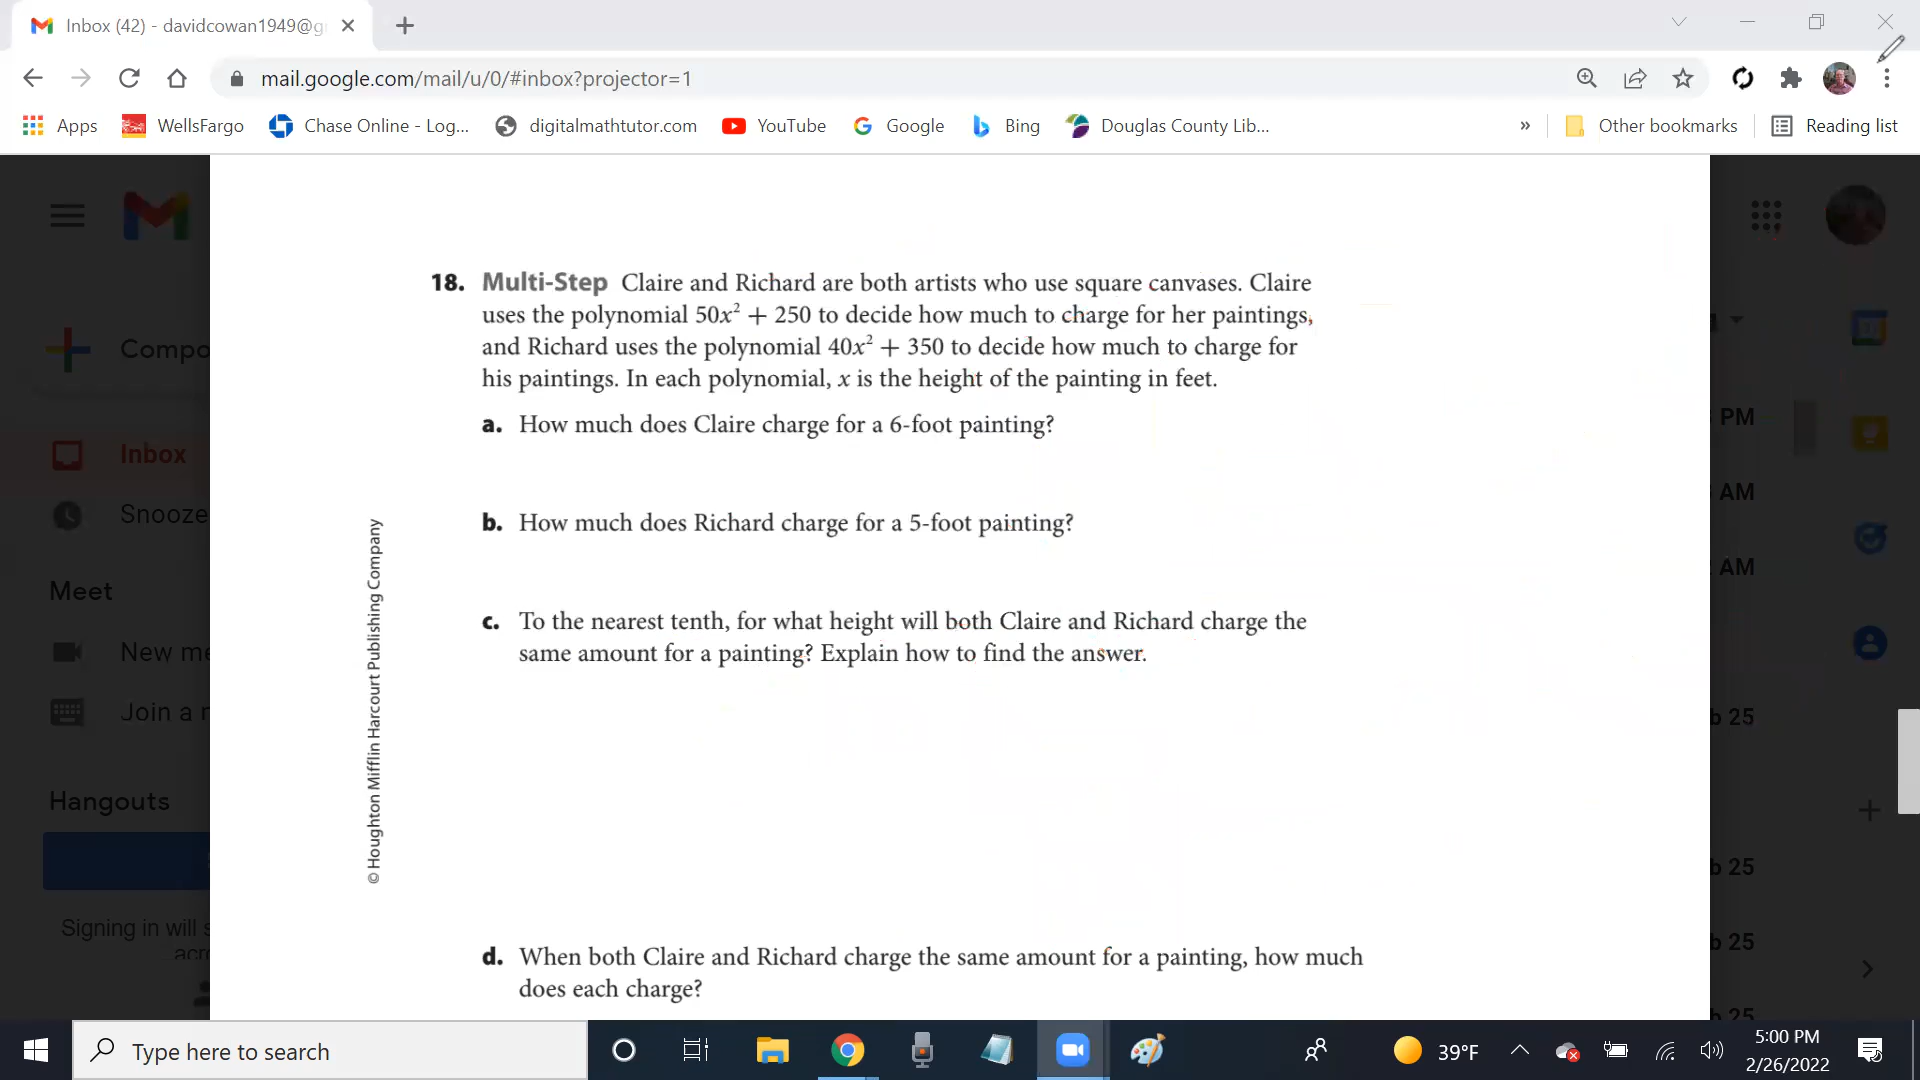 Inbox (42) - davidcowan1949@g
mail.google.com/mail/u/0/#inbox?projector=1
Apps WellsFargo Chase Online - Log... digitalmathtutor.com YouTube Google Bing Douglas County Lib... » Other bookmarks Reading list
18. Multi-Step Claire and Richard are both artists who use square canvases. Claire
uses the polynomial 50x² + 250 to decide how much to charge for her paintings,
and Richard uses the polynomial 40x² + 350 to decide how much to charge for
his paintings. In each polynomial, x is the height of the painting in feet.
a. How much does Claire charge for a 6-foot painting?
b. How much does Richard charge for a 5-foot painting?
c. To the nearest tenth, for what height will both Claire and Richard charge the
same amount for a painting? Explain how to find the answer.
d. When both Claire and Richard charge the same amount for a painting, how much
does each charge?
© Houghton Mifflin Harcourt Publishing Company
Compo
Inbox
Snooze
Meet
New me
Join a r
Hangouts
Signing in will s
acro
PM
AM
AM
b 25
b 25
b 25
b 25
Type here to search
39°F
5:00 PM
2/26/2022